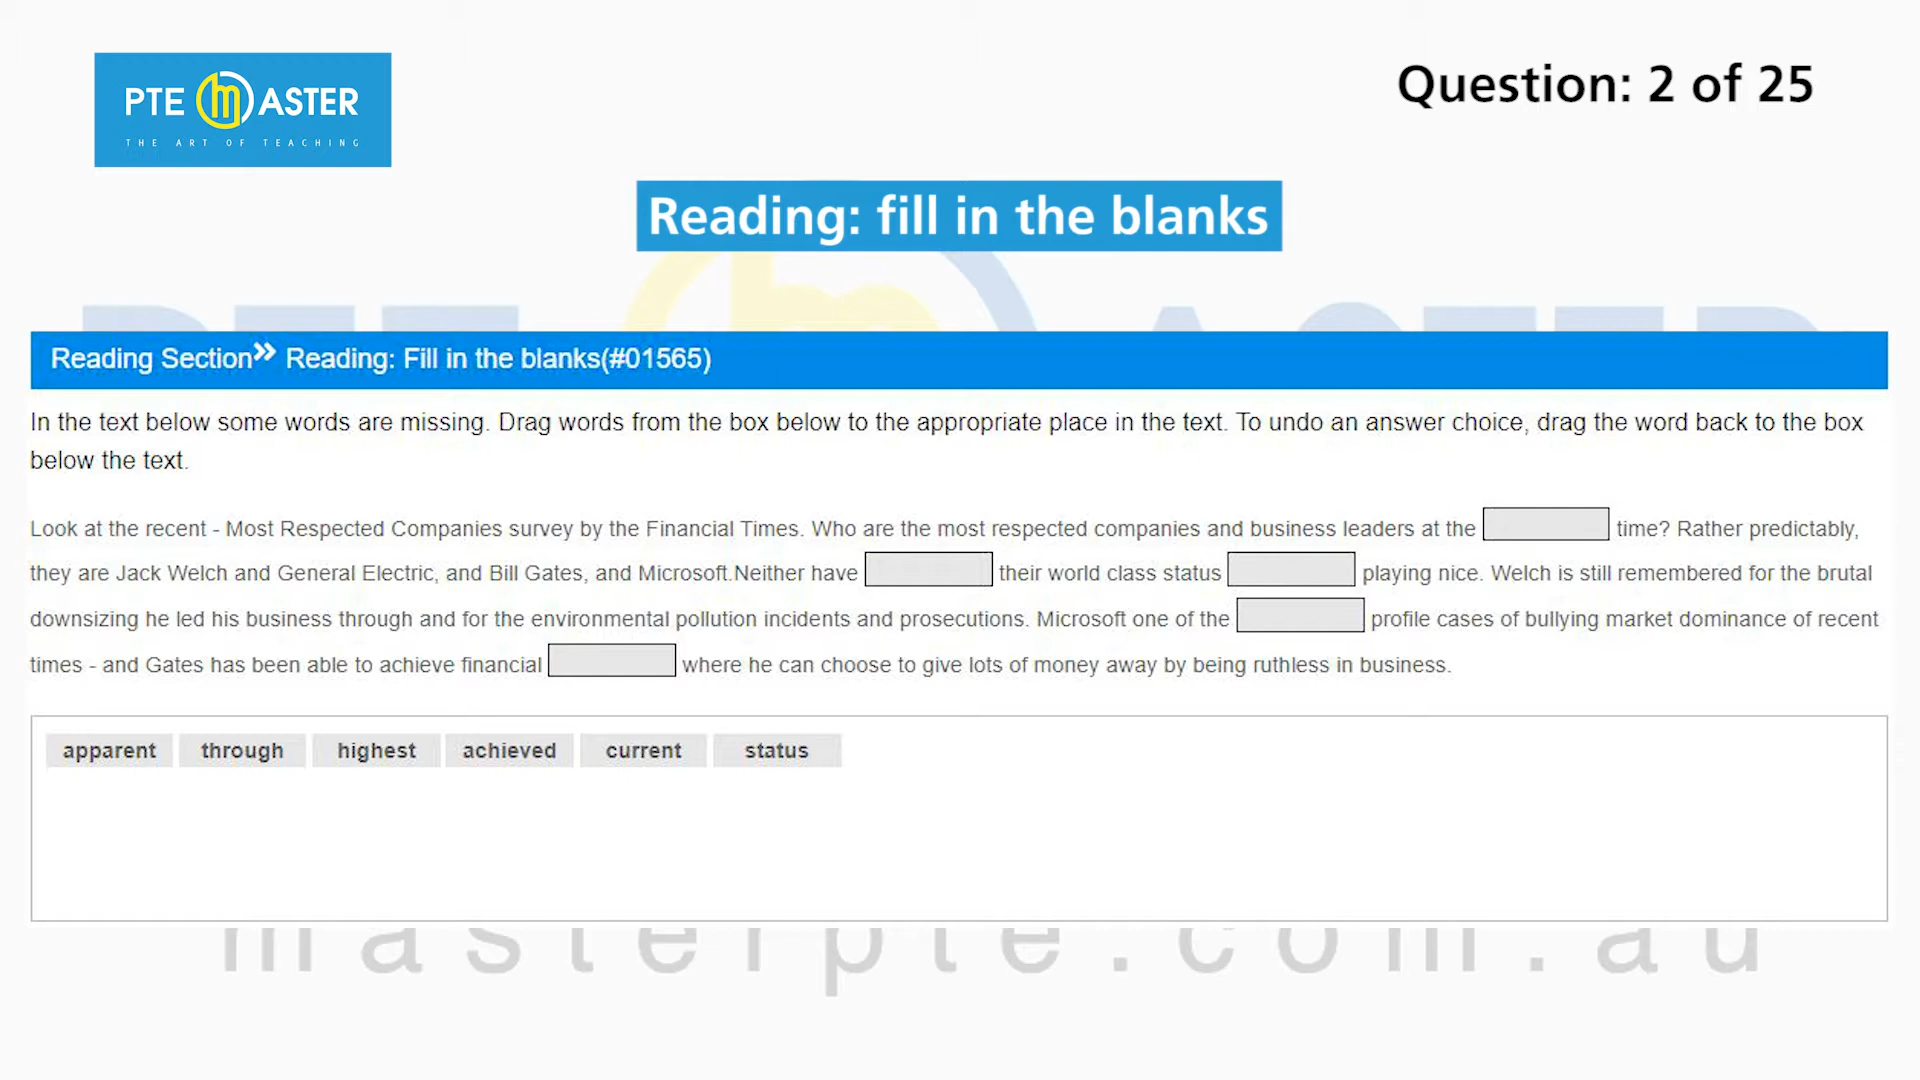 PTE MASTER
THE ART OF TEACHING
Question: 2 of 25
Reading: fill in the blanks
Reading Section» Reading: Fill in the blanks(#01565)
In the text below some words are missing. Drag words from the box below to the appropriate place in the text. To undo an answer choice, drag the word back to the box
below the text.
Look at the recent - Most Respected Companies survey by the Financial Times. Who are the most respected companies and business leaders at the time? Rather predictably,
they are Jack Welch and General Electric, and Bill Gates, and Microsoft.Neither have their world class status playing nice. Welch is still remembered for the brutal
downsizing he led his business through and for the environmental pollution incidents and prosecutions. Microsoft one of the profile cases of bullying market dominance of recent
times - and Gates has been able to achieve financial where he can choose to give lots of money away by being ruthless in business.
apparent through highest achieved current status
masterpte.com.au